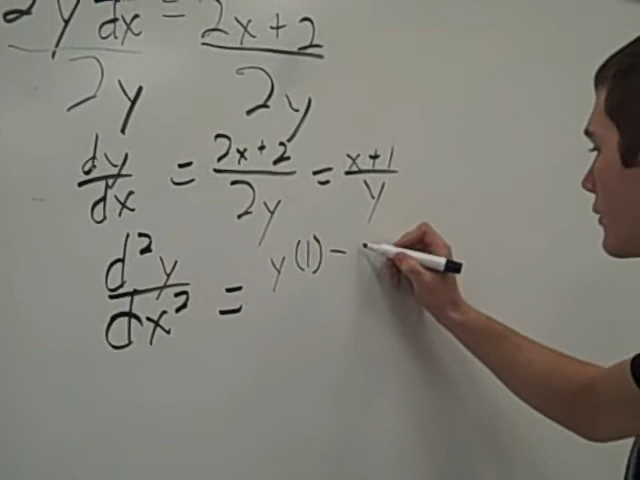 2y dy/dx = 2x+2
2y 2y
dy/dx = 2x+2/2y = x+1/y
d²y/dx² = y(1) -